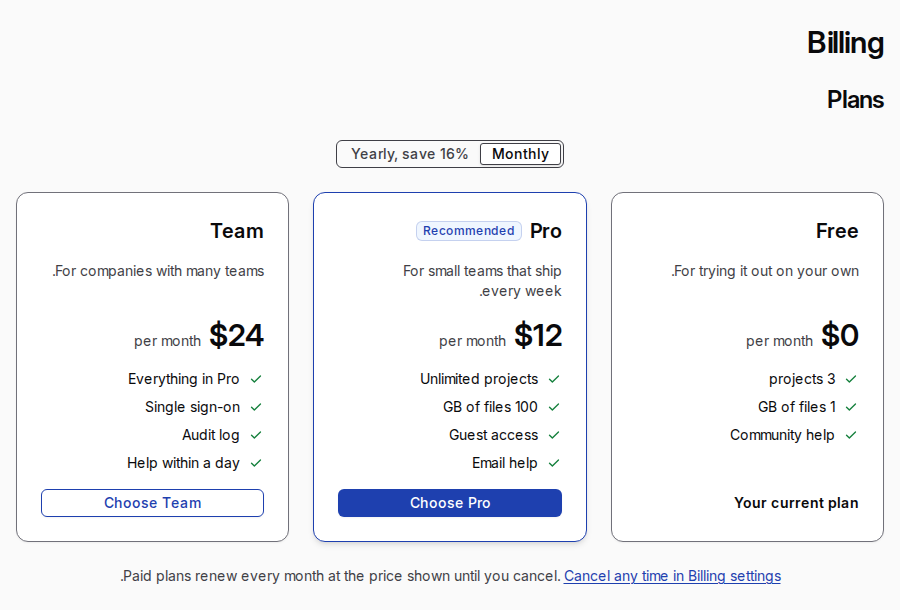 Billing
Plans
Monthly
Yearly, save 16%
Free
.For trying it out on your own
$0 per month
projects 3
GB of files 1
Community help
Your current plan
Pro
Recommended
For small teams that ship
.every week
$12 per month
Unlimited projects
GB of files 100
Guest access
Email help
Choose Pro
Team
.For companies with many teams
$24 per month
Everything in Pro
Single sign-on
Audit log
Help within a day
Choose Team
.Paid plans renew every month at the price shown until you cancel. Cancel any time in Billing settings